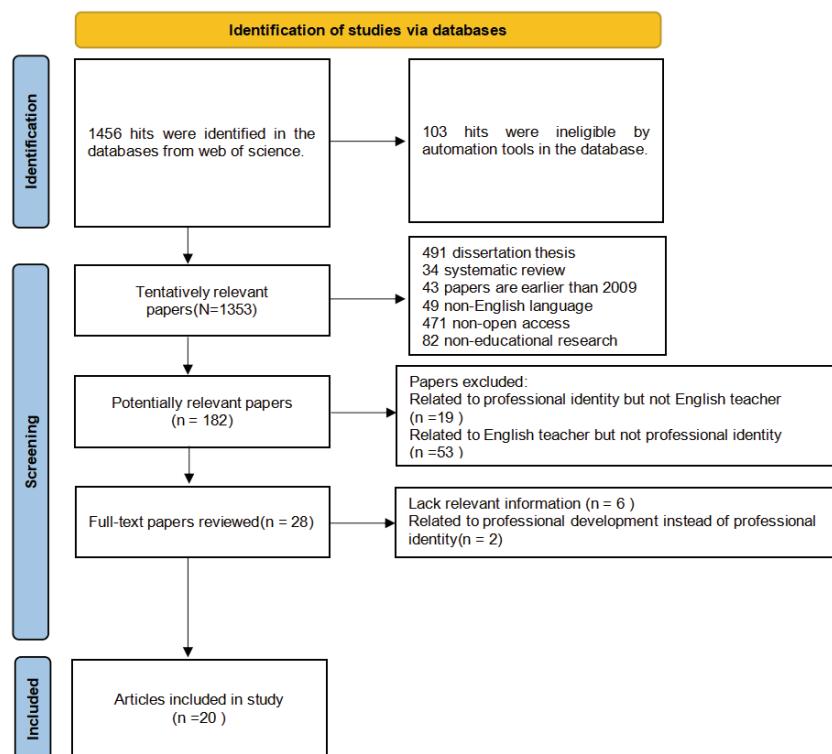 Identification of studies via databases
Identification
1456 hits were identified in the
databases from web of science.
103 hits were ineligible by
automation tools in the database.
Screening
Tentatively relevant
papers(N=1353)
491 dissertation thesis
34 systematic review
43 papers are earlier than 2009
49 non-English language
471 non-open access
82 non-educational research
Potentially relevant papers
(n = 182)
Papers excluded:
Related to professional identity but not English teacher
(n =19 )
Related to English teacher but not professional identity
(n =53 )
Full-text papers reviewed(n = 28)
Lack relevant information (n = 6 )
Related to professional development instead of professional
identity(n = 2)
Included
Articles included in study
(n =20 )